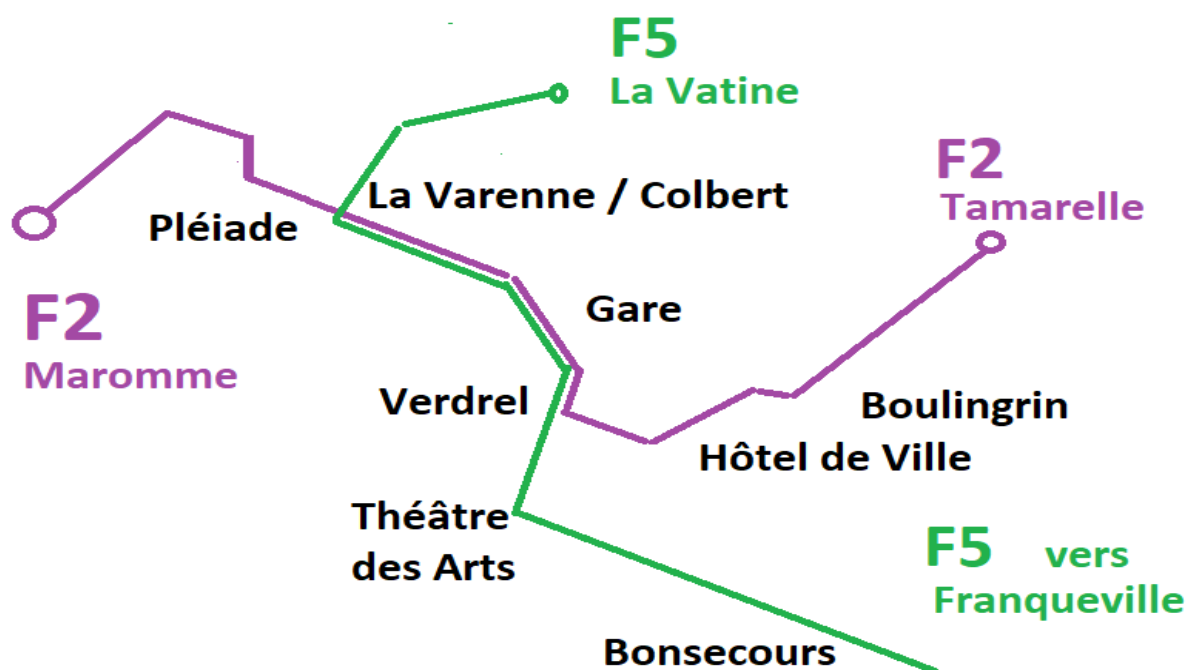 F5
La Vatine
F2
Tamarelle
La Varenne / Colbert
Pléiade
F2
Maromme
Gare
Verdrel
Boulingrin
Hôtel de Ville
Théâtre
des Arts
F5 vers
Franqueville
Bonsecours